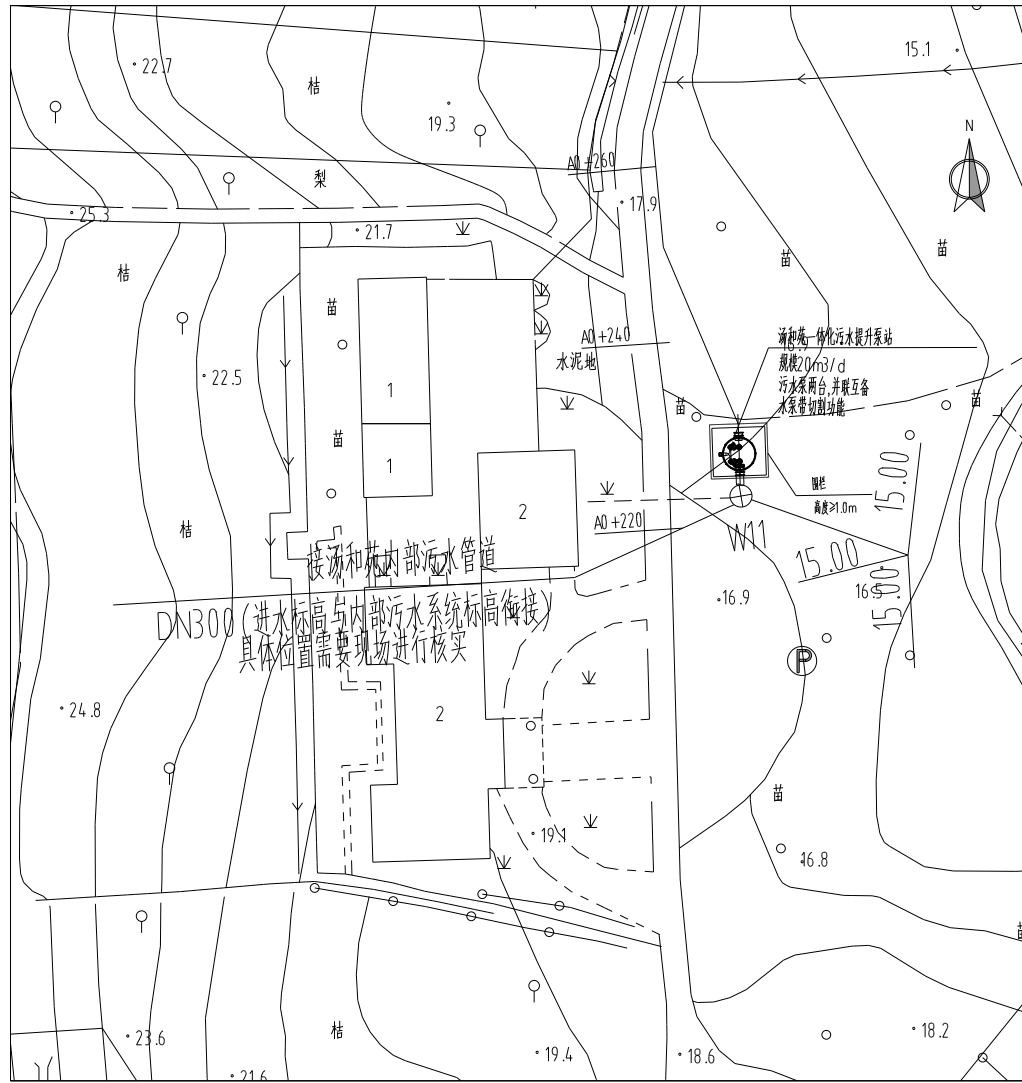 15.1
22.7
桔
19.3
N
A0+260
梨
17.9
25.3
21.7
苗
苗
桔
苗
A0+240
水泥地
汤和苑一体化污水提升泵站
规模20m3/d
污水泵两台,并联互备
水泵带切割功能
22.5
1
苗
苗
苗
1
围栏
高度≥1.0m
15.00
2
A0+220
W11
桔
15.00
接汤和苑内部污水管道
DN300(进水标高与内部污水系统标高衔接)
具体位置需要现场进行核实
16.9
15.00
P
24.8
2
苗
19.1
16.8
苗
桔
23.6
19.4
18.6
18.2
21.6